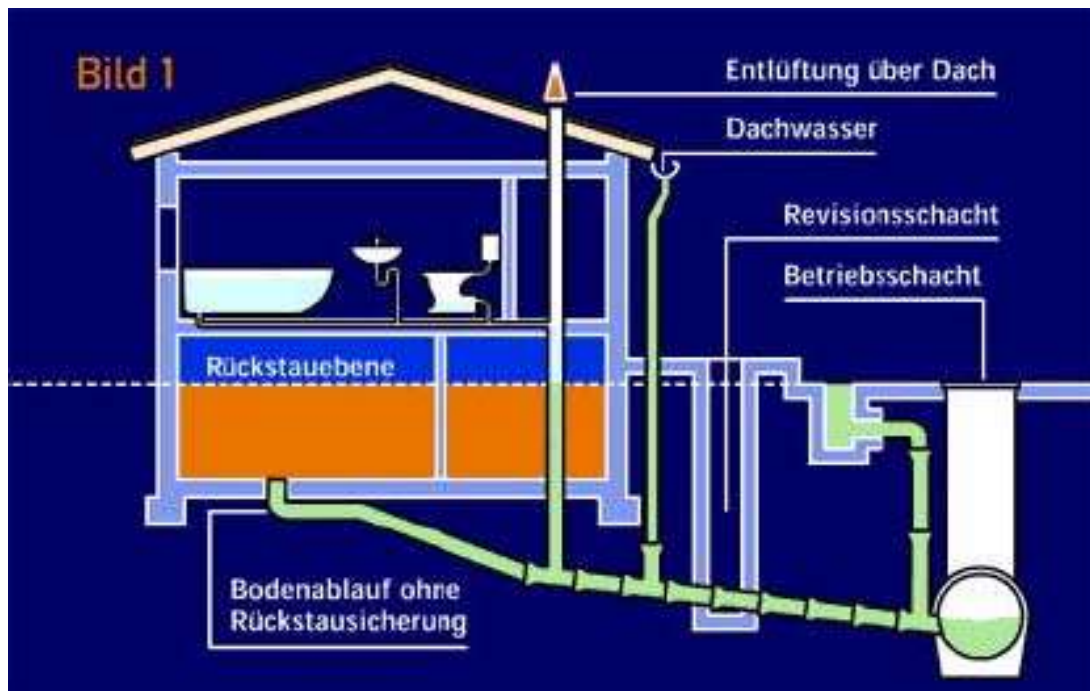 Bild 1
Entlüftung über Dach
Dachwasser
Revisionsschacht
Betriebsschacht
Rückstauebene
Bodenablauf ohne
Rückstausicherung